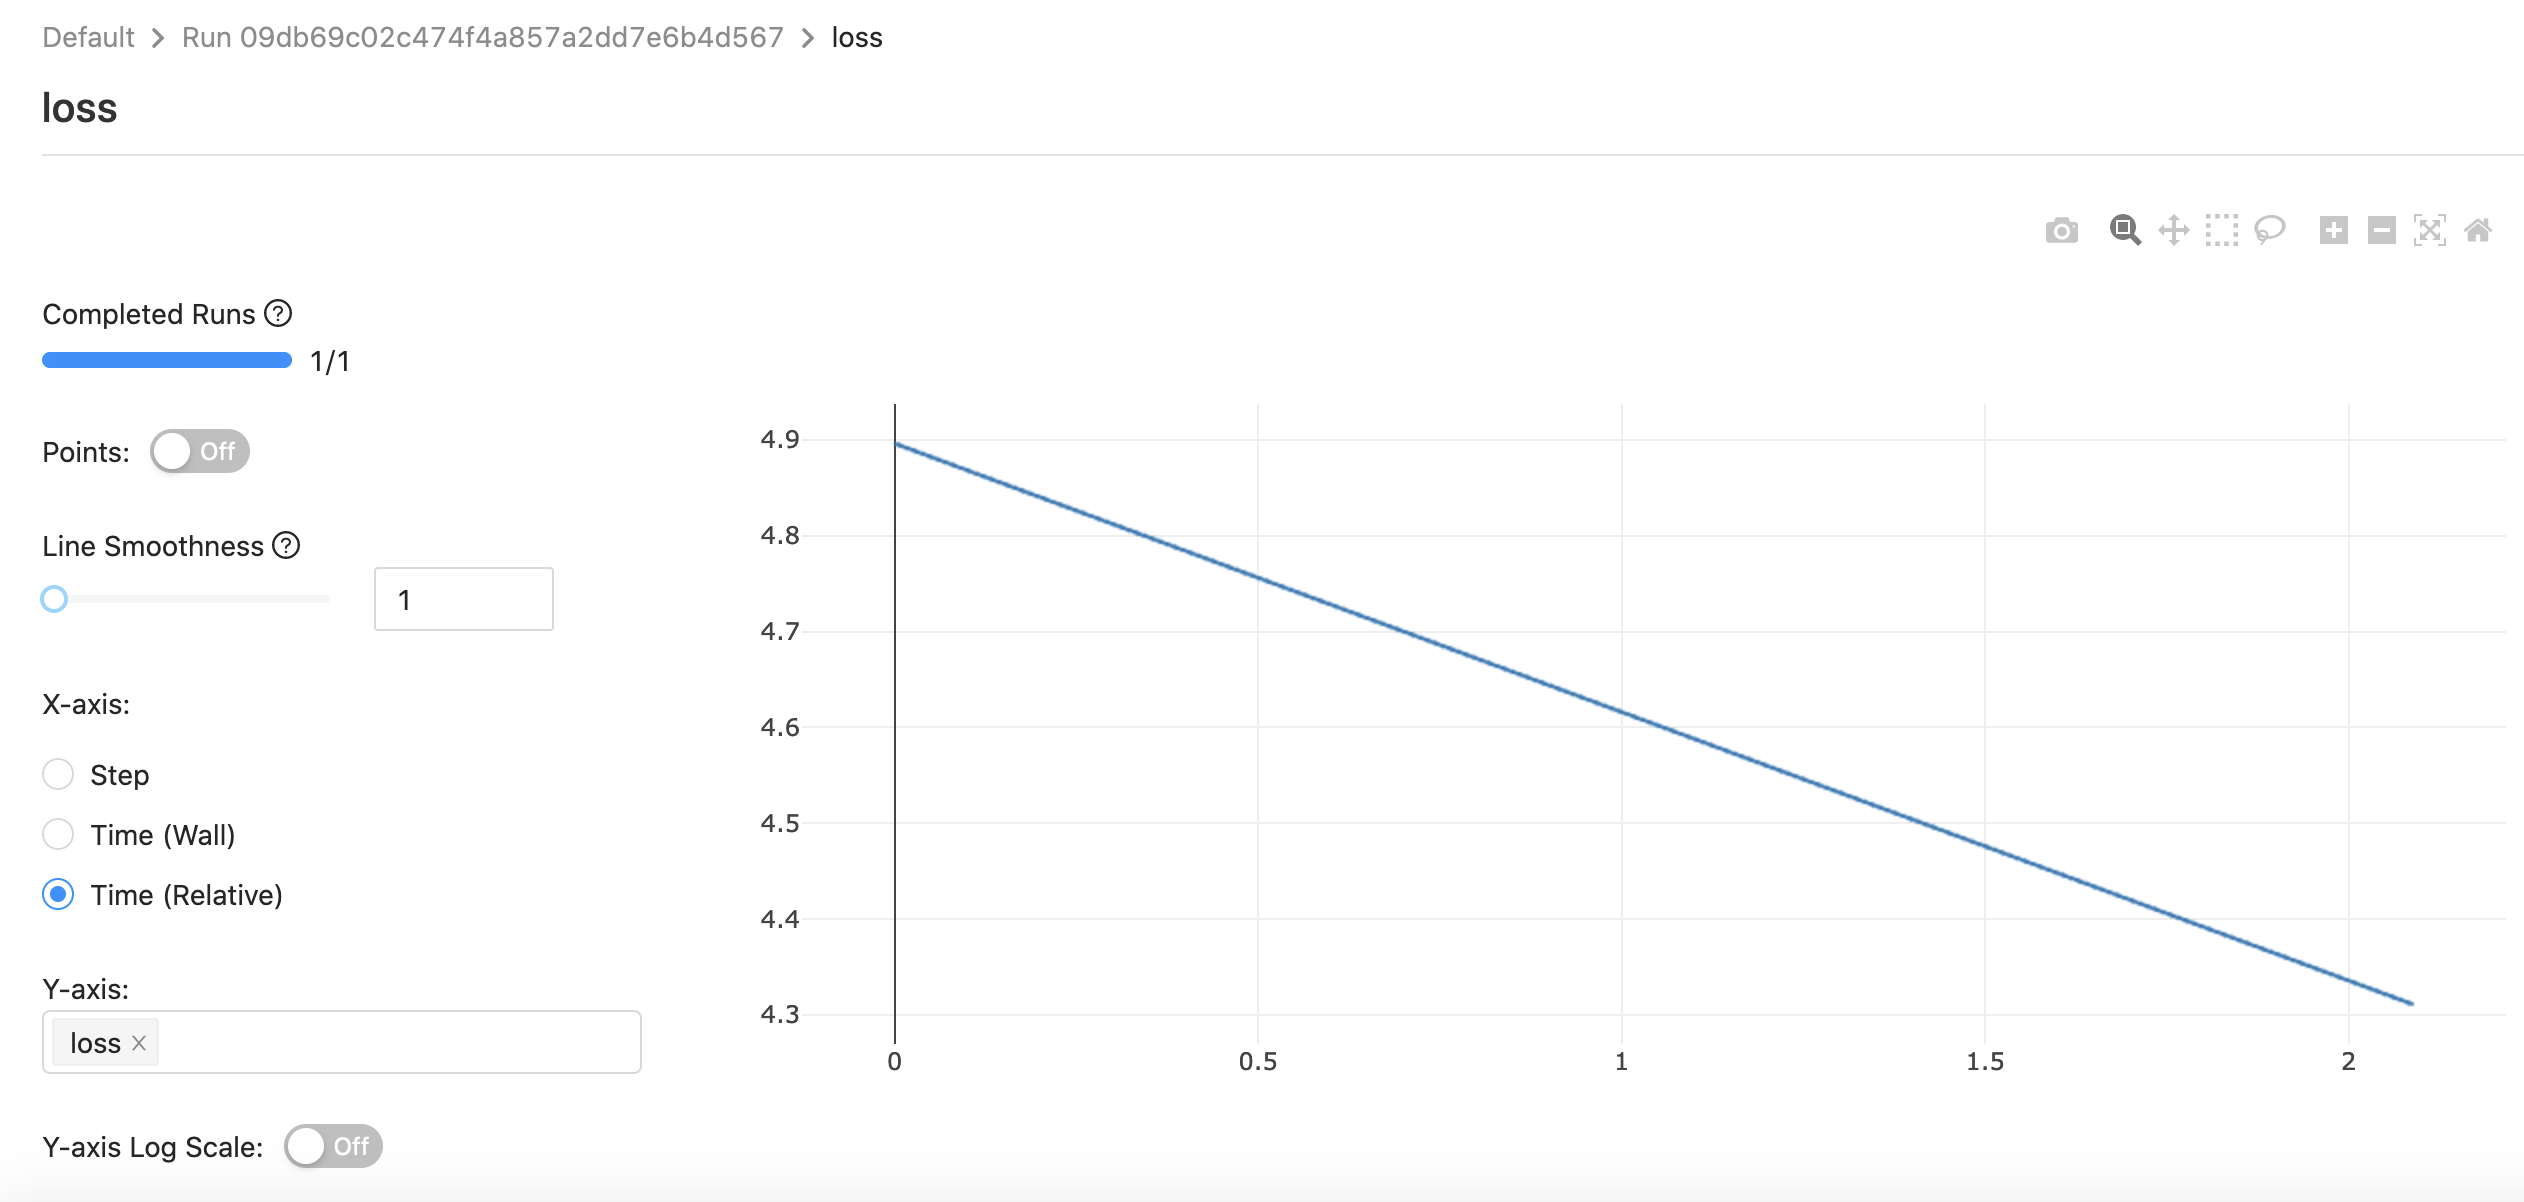 Default > Run 09db69c02c474f4a857a2dd7e6b4d567 > loss
loss
Completed Runs ?
1/1
Points: Off
Line Smoothness ?
1
X-axis:
Step
Time (Wall)
Time (Relative)
Y-axis:
loss ×
Y-axis Log Scale: Off
4.9
4.8
4.7
4.6
4.5
4.4
4.3
0 0.5 1 1.5 2